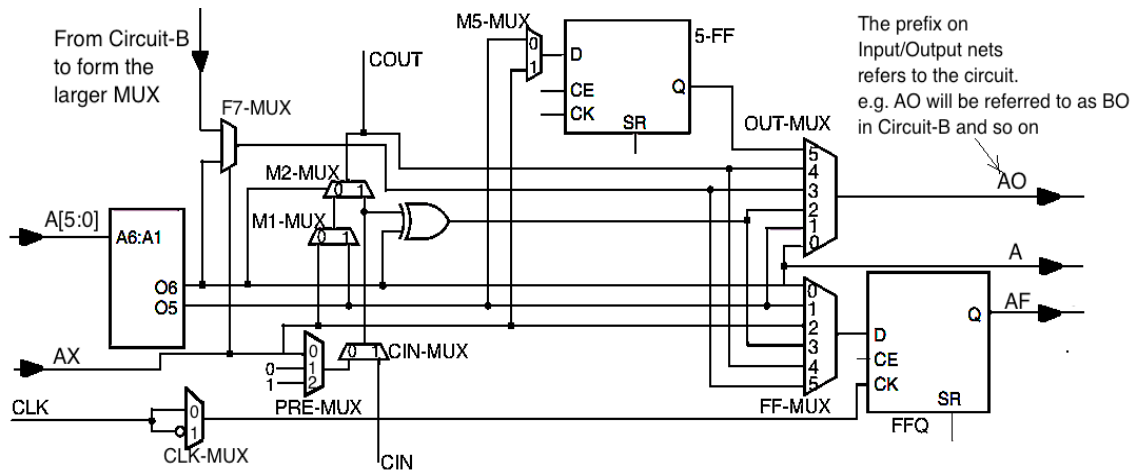 From Circuit-B
to form the
larger MUX
F7-MUX
COUT
M5-MUX
0
1
5-FF
D
CE
CK
Q
SR
The prefix on
Input/Output nets
refers to the circuit.
e.g. AO will be referred to as BO
in Circuit-B and so on
OUT-MUX
5
4
3
2
1
0
AO
M2-MUX
0 1
M1-MUX
0 1
A[5:0]
A6:A1
O6
O5
A
AF
0
1
2
3
4
5
FF-MUX
D
CE
CK
Q
SR
FFQ
AX
0
1
2
0
1
PRE-MUX
0 1
CIN-MUX
CIN
CLK
0
1
CLK-MUX